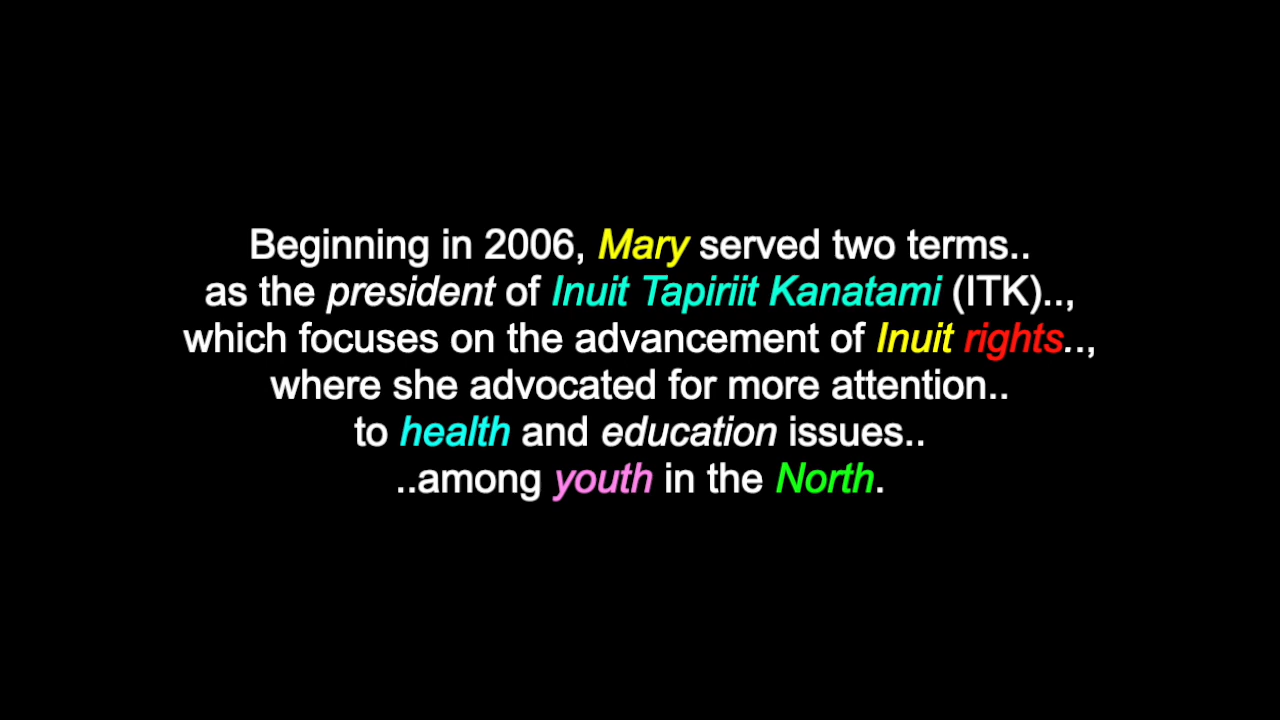 Beginning in 2006, Mary served two terms..
as the president of Inuit Tapiriit Kanatami (ITK)..,
which focuses on the advancement of Inuit rights..,
where she advocated for more attention..
to health and education issues..
..among youth in the North.